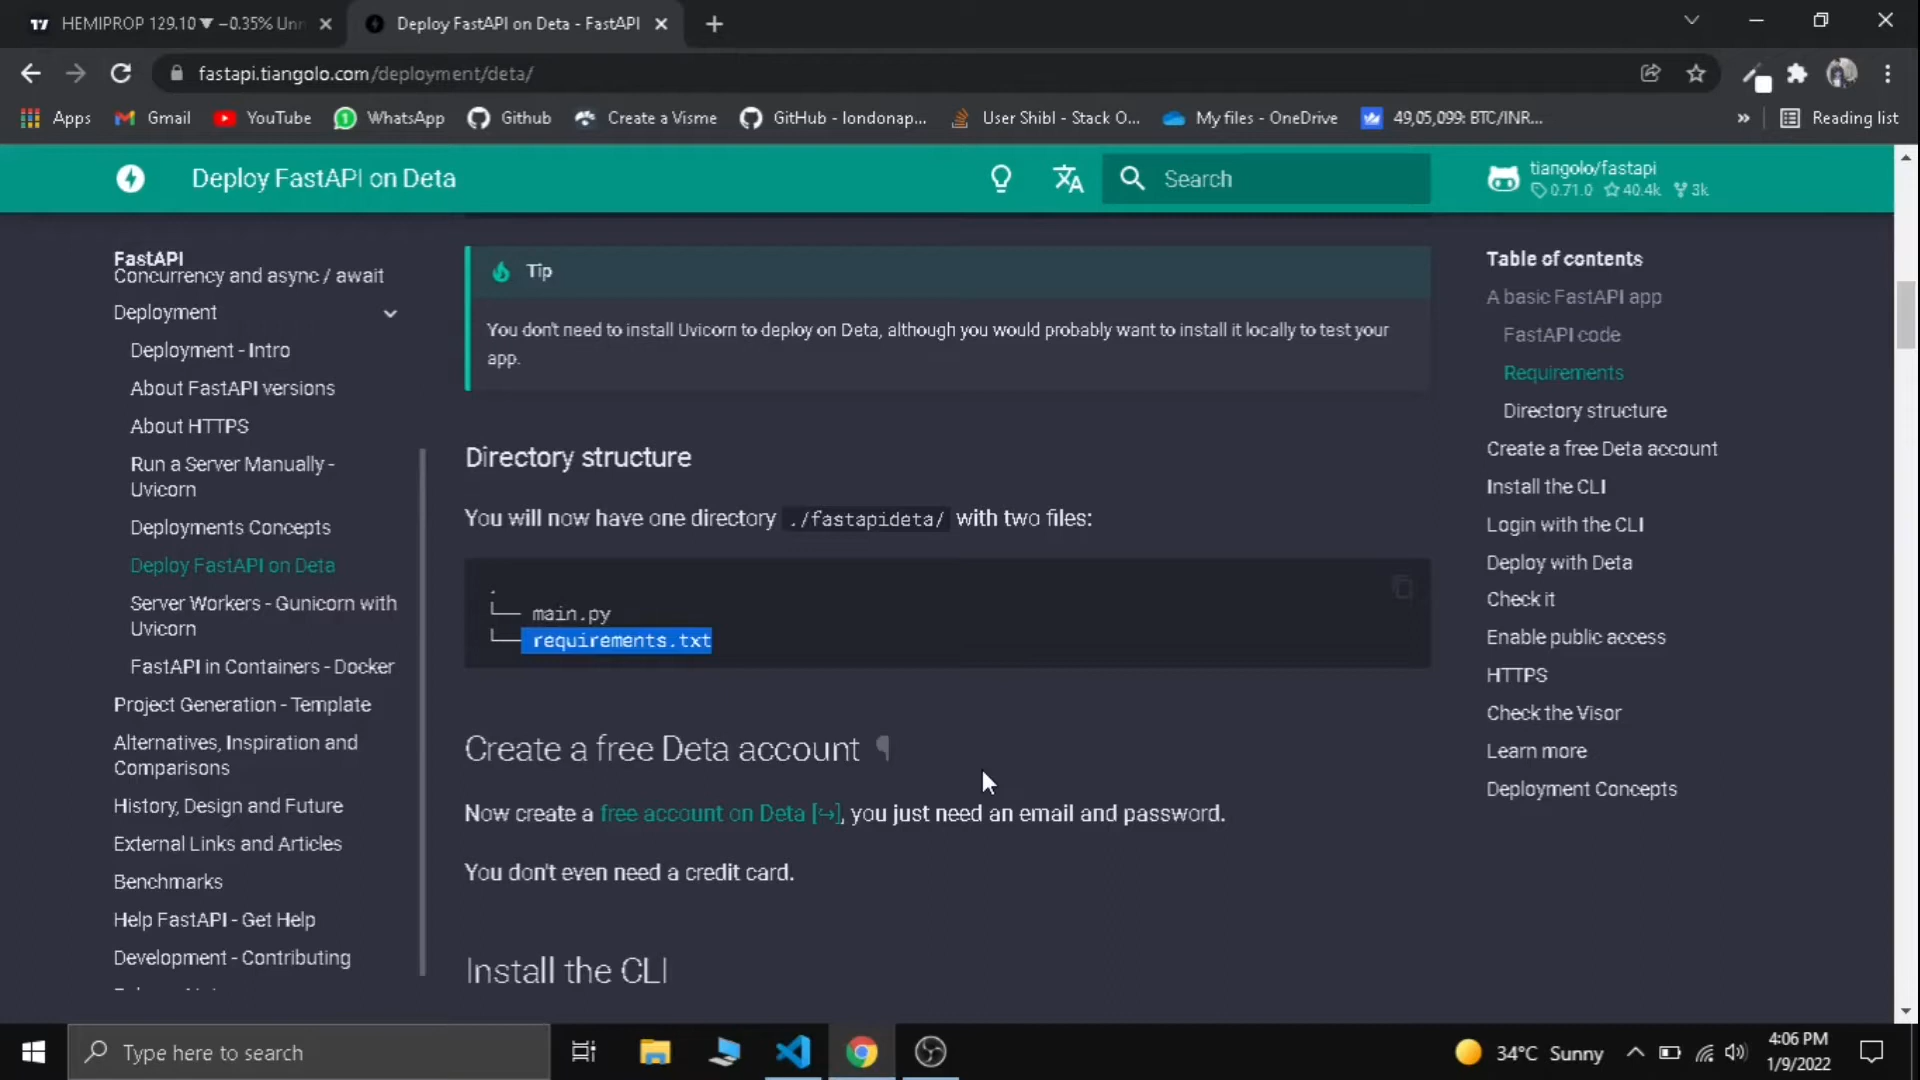 HEMIPROP 129.10▼ −0.35% Unn
Deploy FastAPI on Deta - FastAPI
fastapi.tiangolo.com/deployment/deta/
Apps
Gmail
YouTube
WhatsApp
Github
Create a Visme
GitHub - londonap...
User Shibl - Stack O...
My files - OneDrive
49,05,099: BTC/INR...
»
Reading list
Deploy FastAPI on Deta
Search
tiangolo/fastapi
0.71.0 40.4k 3k
FastAPI
Concurrency and async / await
Deployment
Deployment - Intro
About FastAPI versions
About HTTPS
Run a Server Manually -
Uvicorn
Deployments Concepts
Deploy FastAPI on Deta
Server Workers - Gunicorn with
Uvicorn
FastAPI in Containers - Docker
Project Generation - Template
Alternatives, Inspiration and
Comparisons
History, Design and Future
External Links and Articles
Benchmarks
Help FastAPI - Get Help
Development - Contributing
Tip
You don't need to install Uvicorn to deploy on Deta, although you would probably want to install it locally to test your
app.
Directory structure
You will now have one directory ./fastapideta/ with two files:
.
└── main.py
└── requirements.txt
Create a free Deta account ¶
Now create a free account on Deta [↪], you just need an email and password.
You don't even need a credit card.
Install the CLI
Table of contents
A basic FastAPI app
FastAPI code
Requirements
Directory structure
Create a free Deta account
Install the CLI
Login with the CLI
Deploy with Deta
Check it
Enable public access
HTTPS
Check the Visor
Learn more
Deployment Concepts
Type here to search
34°C Sunny
4:06 PM
1/9/2022